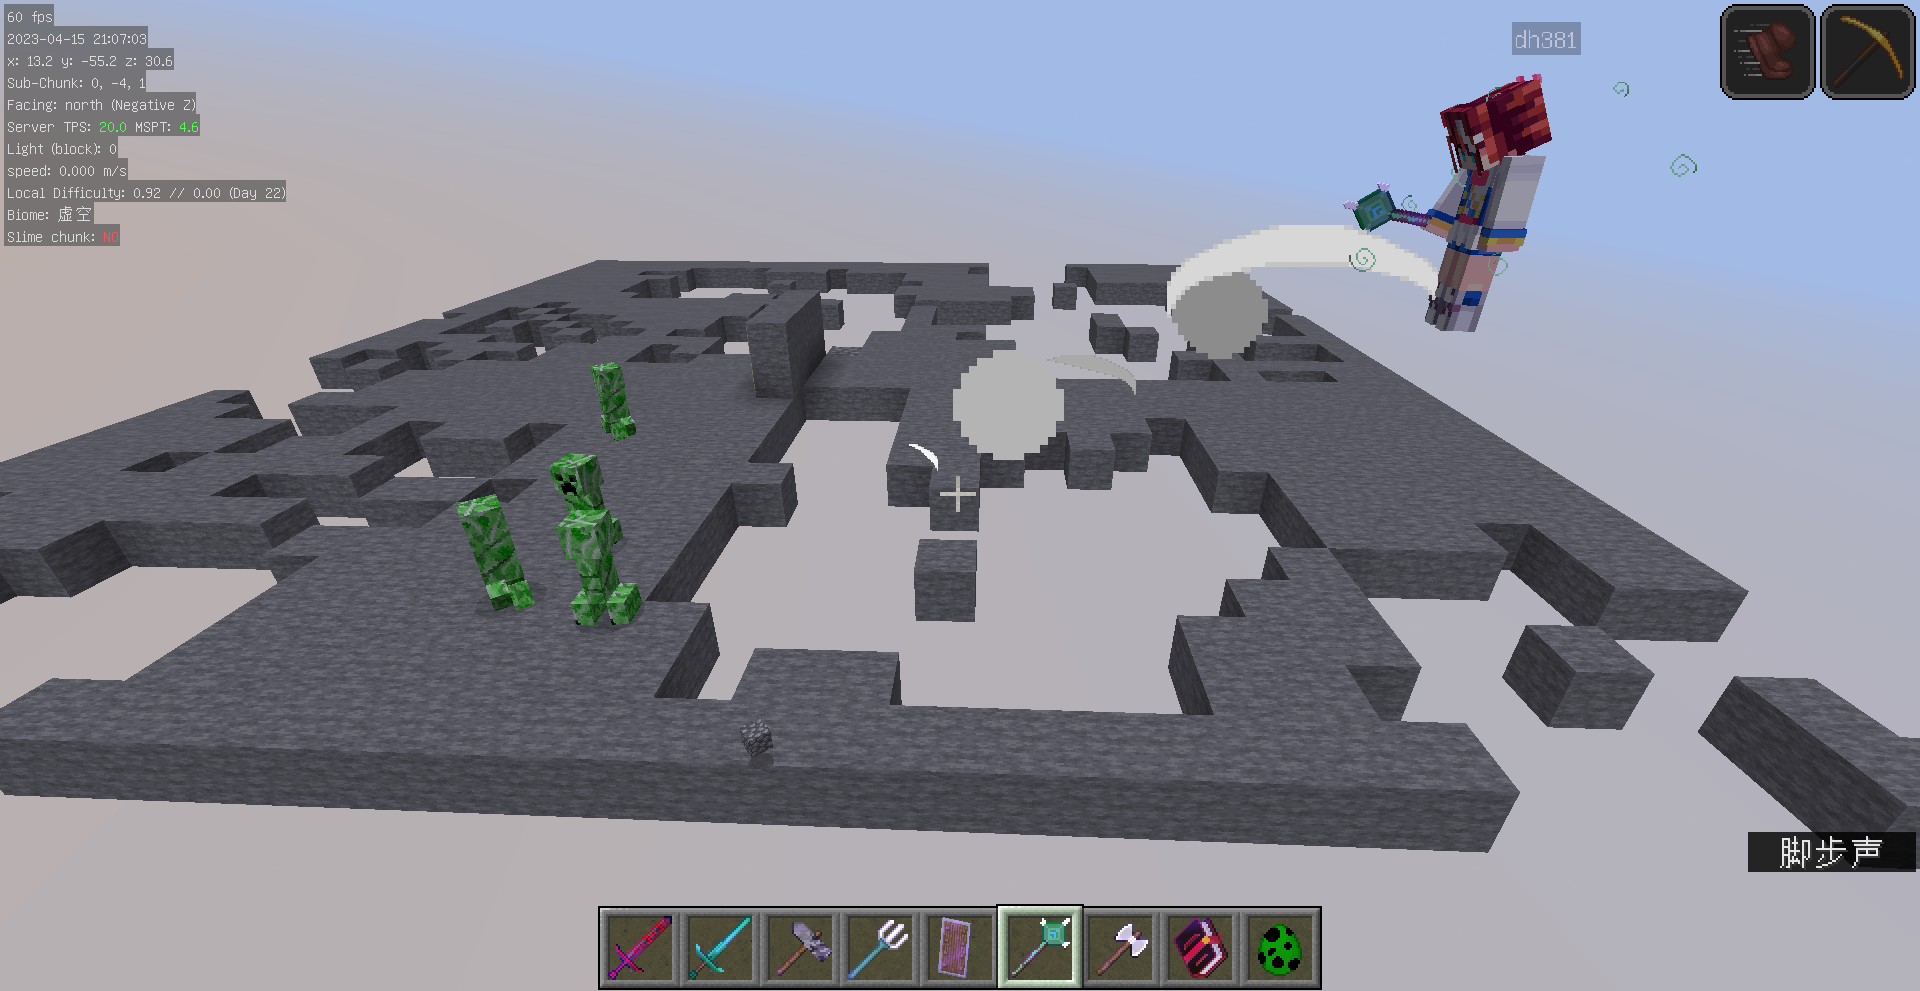 60 fps
2023-04-15 21:07:03
x: 13.2 y: -55.2 z: 30.6
Sub-Chunk: 0, -4, 1
Facing: north (Negative Z)
Server TPS: 20.0 MSPT: 4.6
Light (block): 0
speed: 0.000 m/s
Local Difficulty: 0.92 // 0.00 (Day 22)
Biome: 虚空
Slime chunk: NO
dh381
脚步声